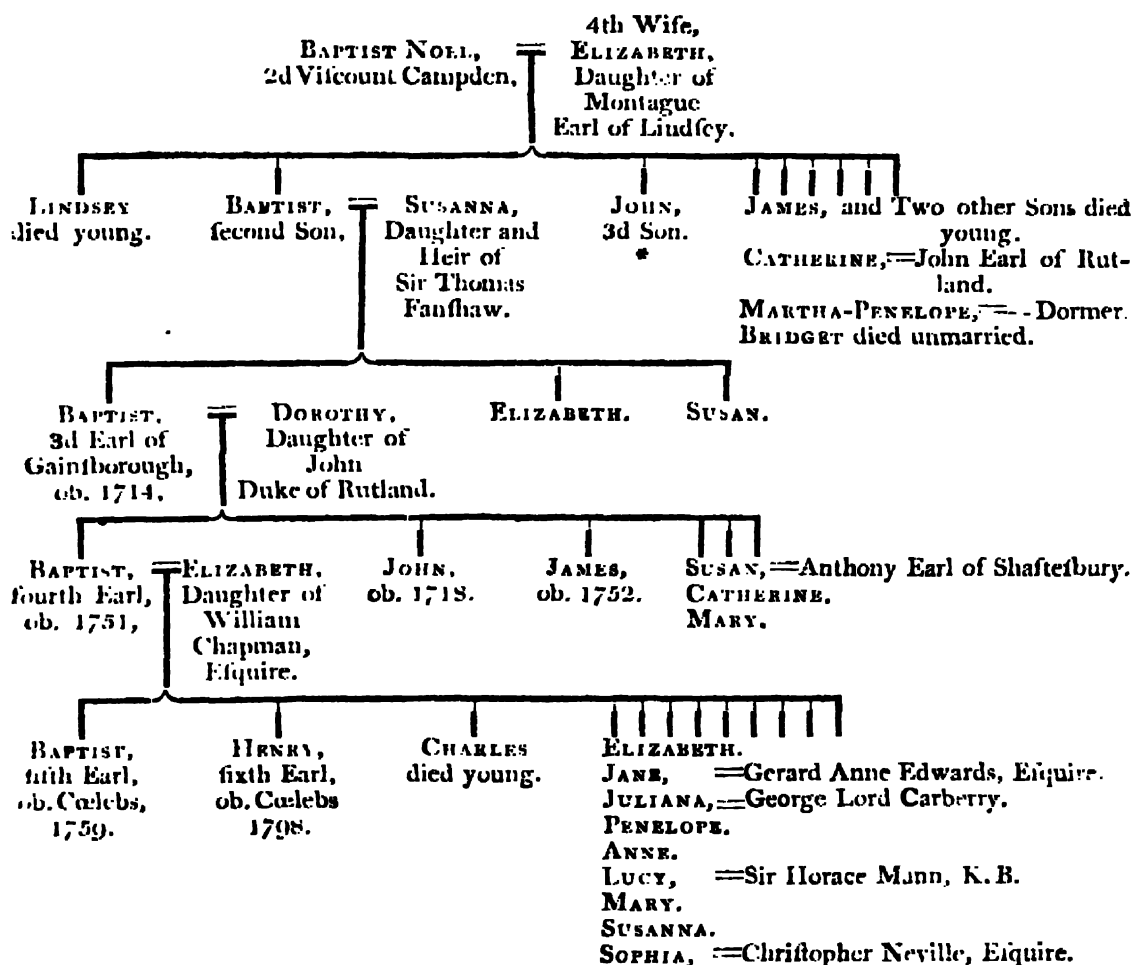 4th Wife,
BAPTIST NOEL, = ELIZABETH,
2d Viſcount Campden, Daughter of
Montague
Earl of Lindſey.
LINDSEY
died young.
BAPTIST, = SUSANNA,
ſecond Son, Daughter and
Heir of
Sir Thomas
Fanſhaw.
JOHN,
3d Son.
*
JAMES, and Two other Sons died
young.
CATHERINE,=John Earl of Rut-
land.
MARTHA-PENELOPE,=-- Dormer.
BRIDGET died unmarried.
BAPTIST, = DOROTHY,
3d Earl of Daughter of
Gainſborough, John
ob. 1714, Duke of Rutland.
ELIZABETH.
SUSAN.
BAPTIST, = ELIZABETH,
fourth Earl, Daughter of
ob. 1751, William
Chapman,
Eſquire.
JOHN,
ob. 1718.
JAMES,
ob. 1752.
SUSAN,=Anthony Earl of Shafteſbury.
CATHERINE.
MARY.
BAPTIST,
fifth Earl,
ob. Cœlebs,
1759.
HENRY,
ſixth Earl,
ob. Cœlebs
1798.
CHARLES
died young.
ELIZABETH.
JANE, =Gerard Anne Edwards, Eſquire.
JULIANA,=George Lord Carberry.
PENELOPE.
ANNE.
LUCY, =Sir Horace Mann, K.B.
MARY.
SUSANNA.
SOPHIA, =Chriſtopher Neville, Eſquire.